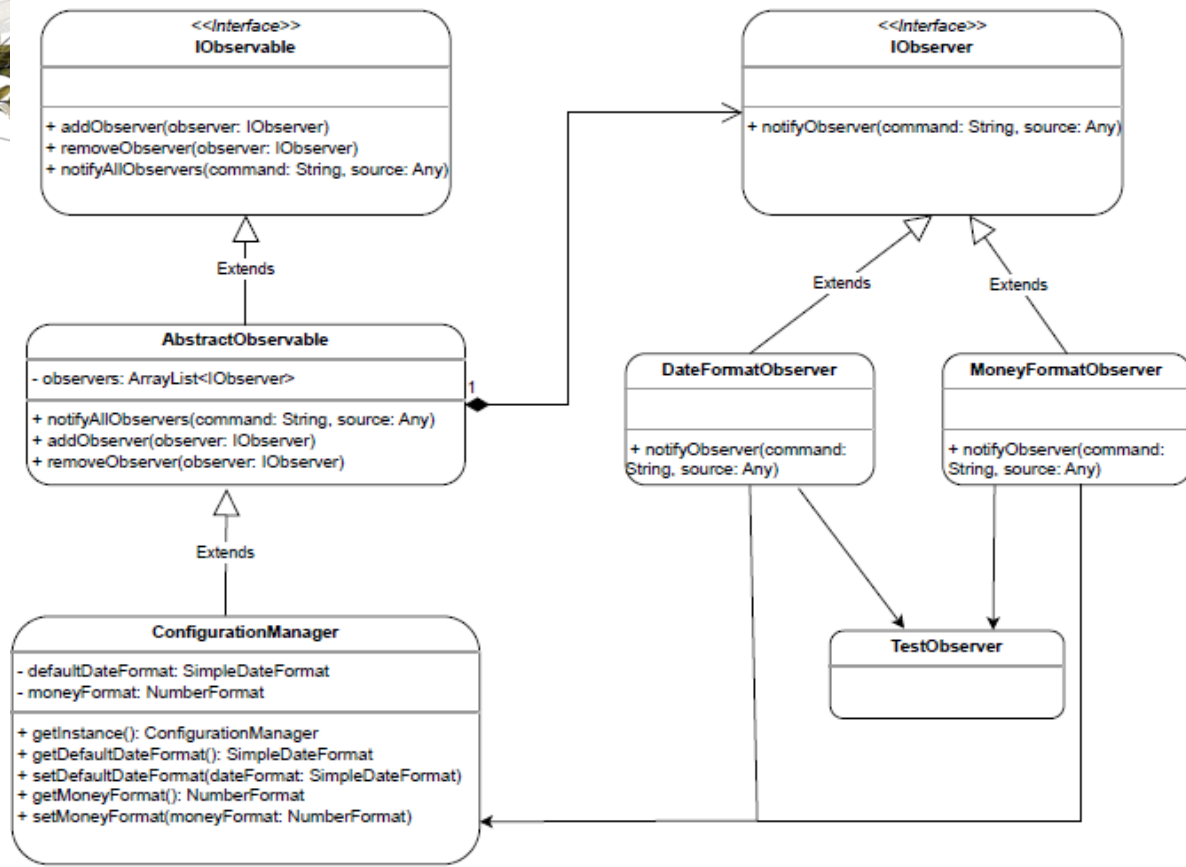 <<Interface>>
IObservable
+ addObserver(observer: IObserver)
+ removeObserver(observer: IObserver)
+ notifyAllObservers(command: String, source: Any)
<<Interface>>
IObserver
+ notifyObserver(command: String, source: Any)
Extends
Extends
Extends
AbstractObservable
- observers: ArrayList<IObserver>
+ notifyAllObservers(command: String, source: Any)
+ addObserver(observer: IObserver)
+ removeObserver(observer: IObserver)
1
DateFormatObserver
+ notifyObserver(command:
String, source: Any)
MoneyFormatObserver
+ notifyObserver(command:
String, source: Any)
Extends
ConfigurationManager
- defaultDateFormat: SimpleDateFormat
- moneyFormat: NumberFormat
+ getInstance(): ConfigurationManager
+ getDefaultDateFormat(): SimpleDateFormat
+ setDefaultDateFormat(dateFormat: SimpleDateFormat)
+ getMoneyFormat(): NumberFormat
+ setMoneyFormat(moneyFormat: NumberFormat)
TestObserver